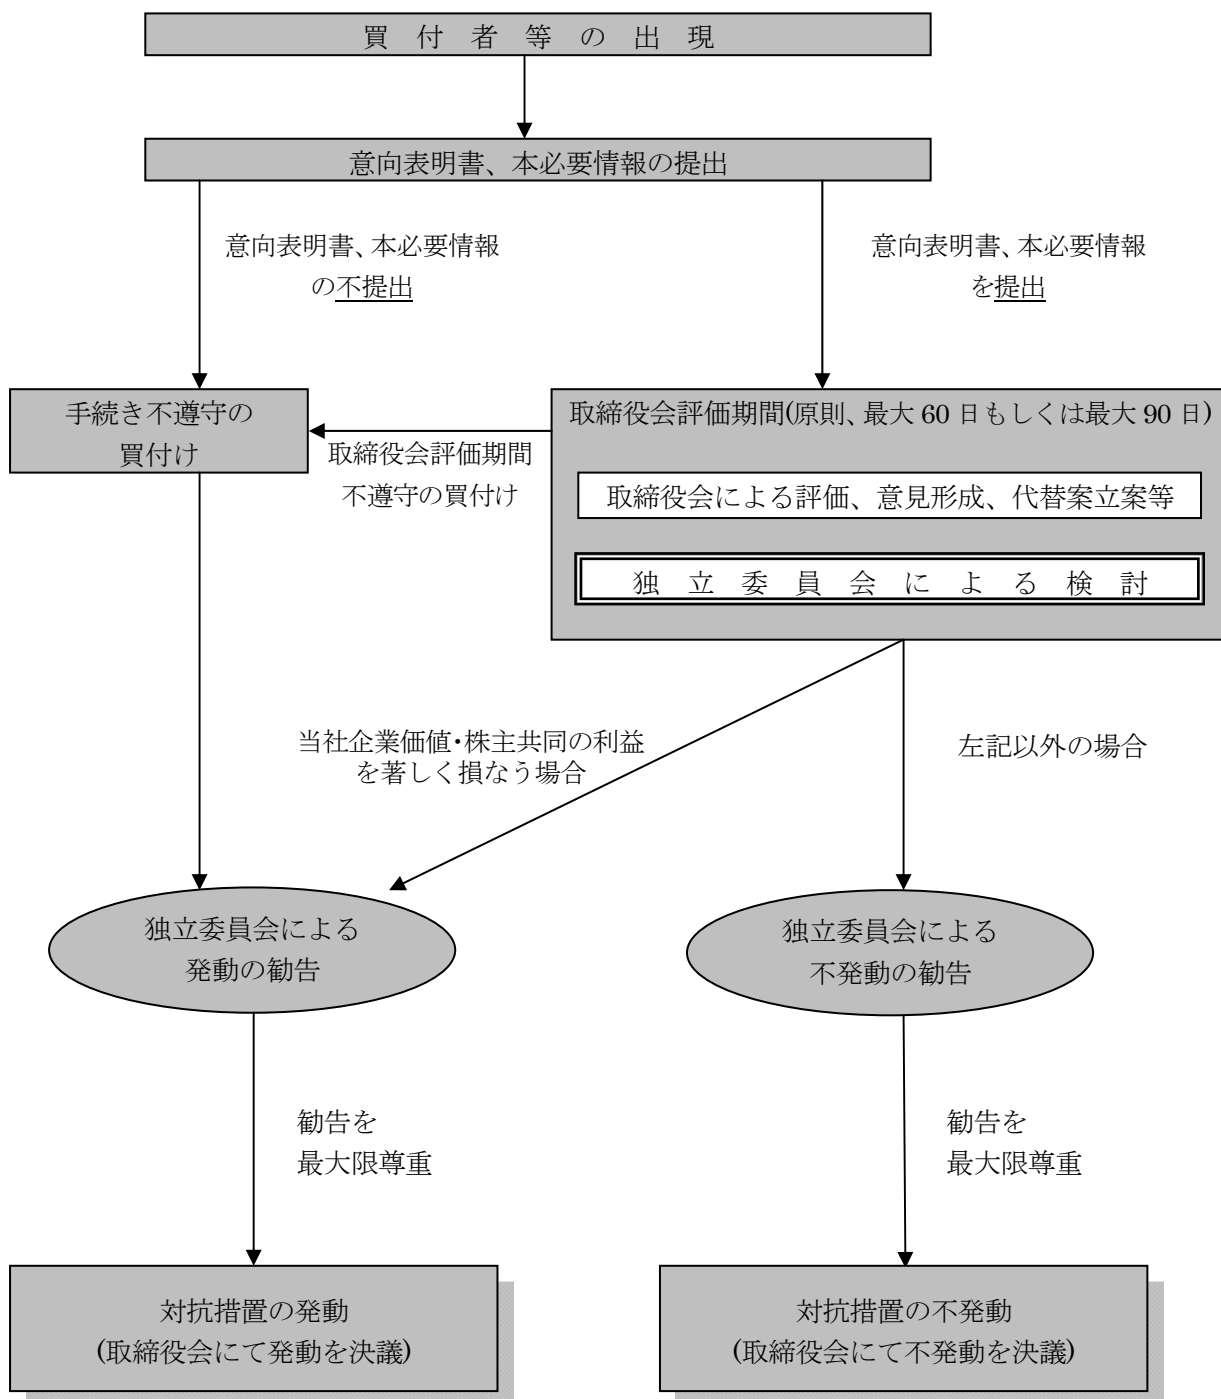 買付者等の出現
意向表明書、本必要情報の提出
意向表明書、本必要情報
の不提出
意向表明書、本必要情報
を提出
手続き不遵守の
買付け
取締役会評価期間
不遵守の買付け
取締役会評価期間(原則、最大 60 日もしくは最大 90 日)
取締役会による評価、意見形成、代替案立案等
独立委員会による検討
当社企業価値・株主共同の利益
を著しく損なう場合
左記以外の場合
独立委員会による
発動の勧告
独立委員会による
不発動の勧告
勧告を
最大限尊重
勧告を
最大限尊重
対抗措置の発動
(取締役会にて発動を決議)
対抗措置の不発動
(取締役会にて不発動を決議)